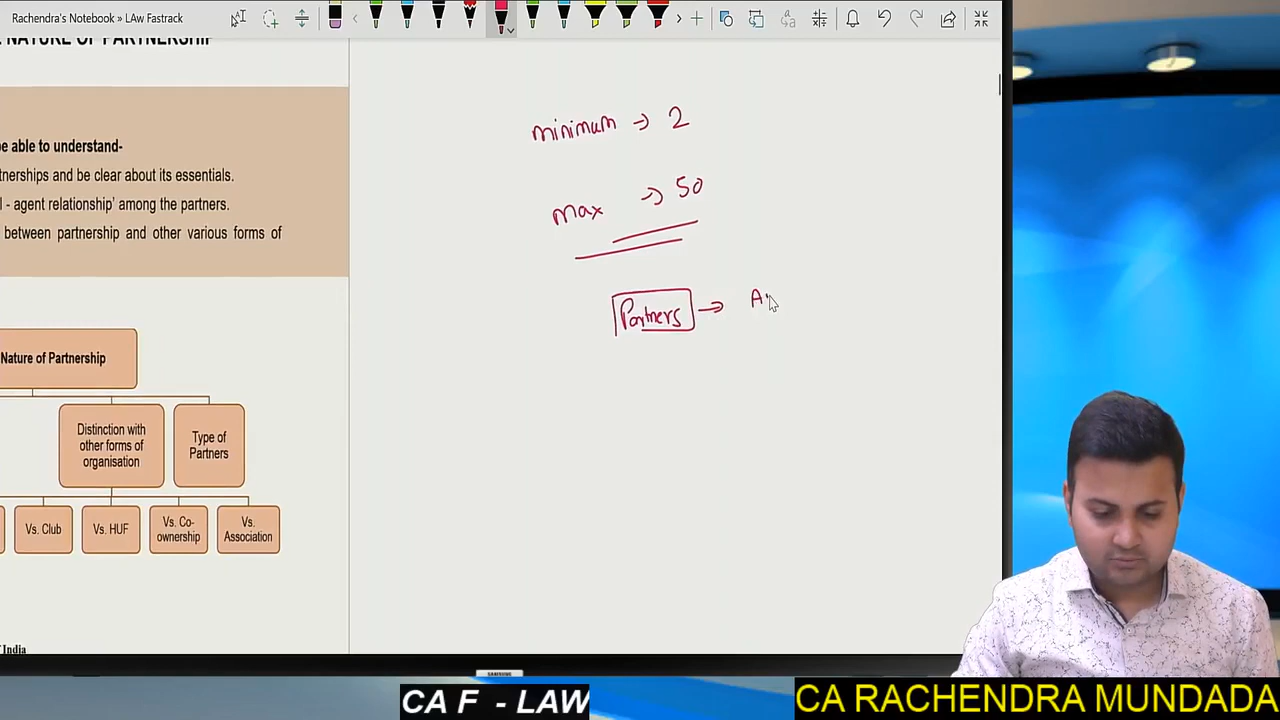 Rachendra's Notebook » LAW Fastrack
NATURE OF PARTNERSHIP
be able to understand-
tnerships and be clear about its essentials.
l - agent relationship' among the partners.
between partnership and other various forms of
minimum → 2
max → 50
Partners → A
Nature of Partnership
Distinction with
other forms of
organisation
Type of
Partners
Vs. Club
Vs. HUF
Vs. Co-
ownership
Vs.
Association
f India
SAMSUNG
CA F - LAW
CA RACHENDRA MUNDADA